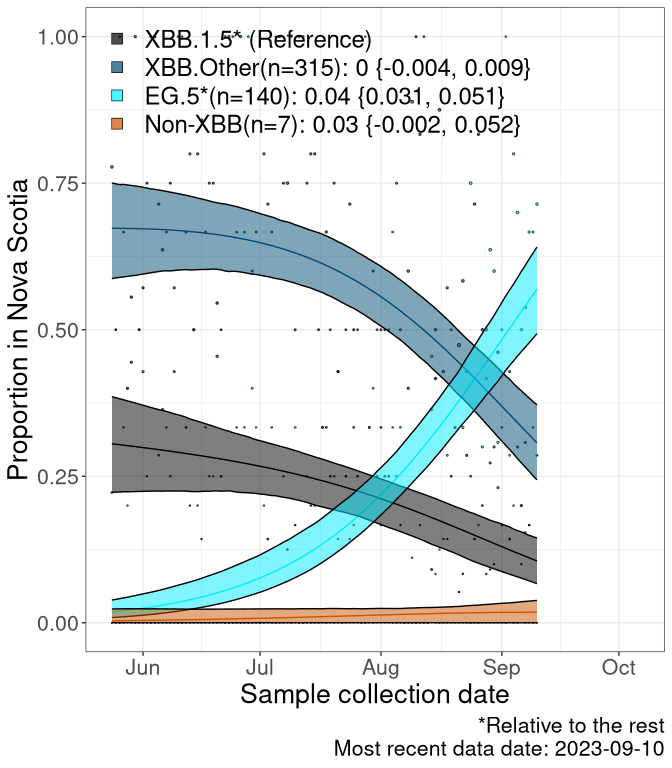 1.00
XBB.1.5* (Reference)
XBB.Other(n=315): 0 {-0.004, 0.009}
EG.5*(n=140): 0.04 {0.031, 0.051}
Non-XBB(n=7): 0.03 {-0.002, 0.052}
0.75
0.50
0.25
0.00
Proportion in Nova Scotia
Jun Jul Aug Sep Oct
Sample collection date
*Relative to the rest
Most recent data date: 2023-09-10